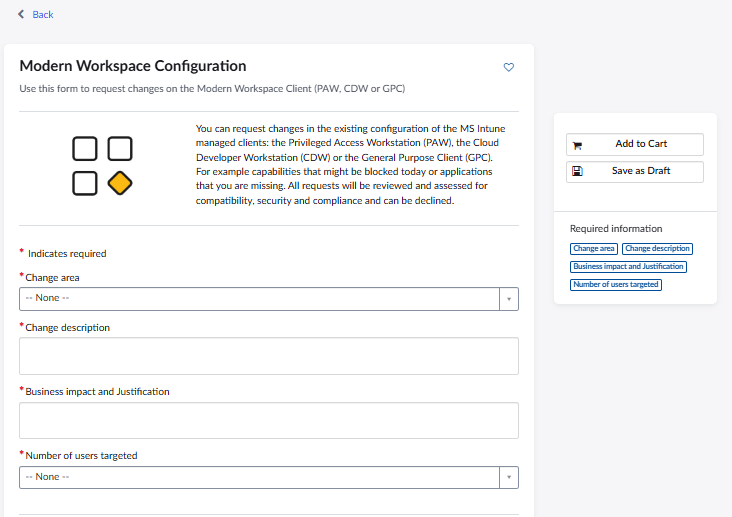 Back
Modern Workspace Configuration
Use this form to request changes on the Modern Workspace Client (PAW, CDW or GPC)
You can request changes in the existing configuration of the MS Intune
managed clients: the Privileged Access Workstation (PAW), the Cloud
Developer Workstation (CDW) or the General Purpose Client (GPC).
For example capabilities that might be blocked today or applications
that you are missing. All requests will be reviewed and assessed for
compatibility, security and compliance and can be declined.
* Indicates required
* Change area
-- None --
* Change description
* Business impact and Justification
* Number of users targeted
-- None --
Add to Cart
Save as Draft
Required information
Change area Change description
Business impact and Justification
Number of users targeted